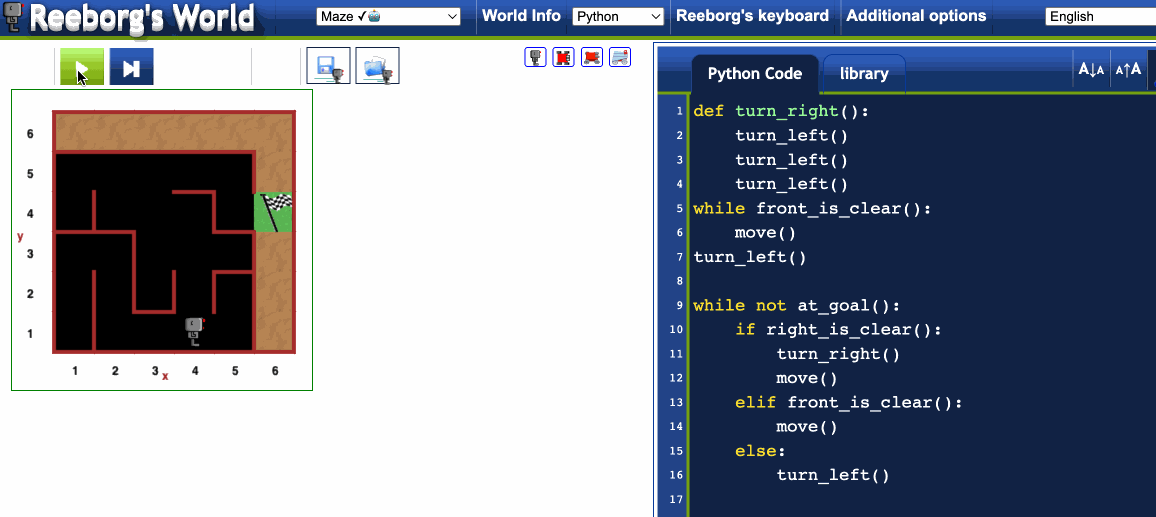 Reeborg's World
Maze ✓🤖 World Info Python Reeborg's keyboard Additional options English
Python Code library A↓A A↑A
6
5
4
y
3
2
1
1 2 3 x 4 5 6
1 def turn_right():
2     turn_left()
3     turn_left()
4     turn_left()
5 while front_is_clear():
6     move()
7 turn_left()
8
9 while not at_goal():
10     if right_is_clear():
11         turn_right()
12         move()
13     elif front_is_clear():
14         move()
15     else:
16         turn_left()
17